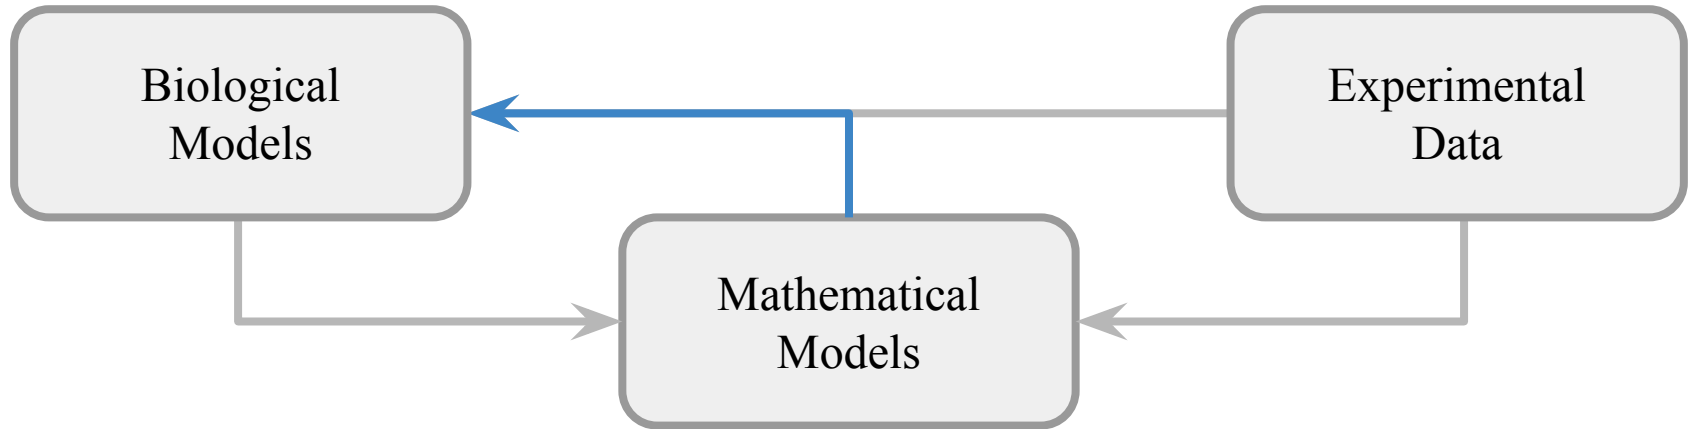 Biological
Models
Experimental
Data
Mathematical
Models